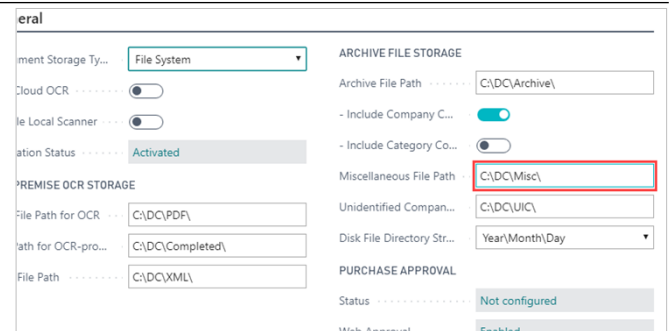 neral
ment Storage Ty...
File System
Cloud OCR
le Local Scanner
ation Status
Activated
PREMISE OCR STORAGE
File Path for OCR
C:\DC\PDF\
Path for OCR-pro...
C:\DC\Completed\
File Path
C:\DC\XML\
ARCHIVE FILE STORAGE
Archive File Path
C:\DC\Archive\
- Include Company C...
- Include Category Co...
Miscellaneous File Path
C:\DC\Misc\
Unidentified Compan...
C:\DC\UIC\
Disk File Directory Str...
Year\Month\Day
PURCHASE APPROVAL
Status
Not configured
Web Approval
Enabled